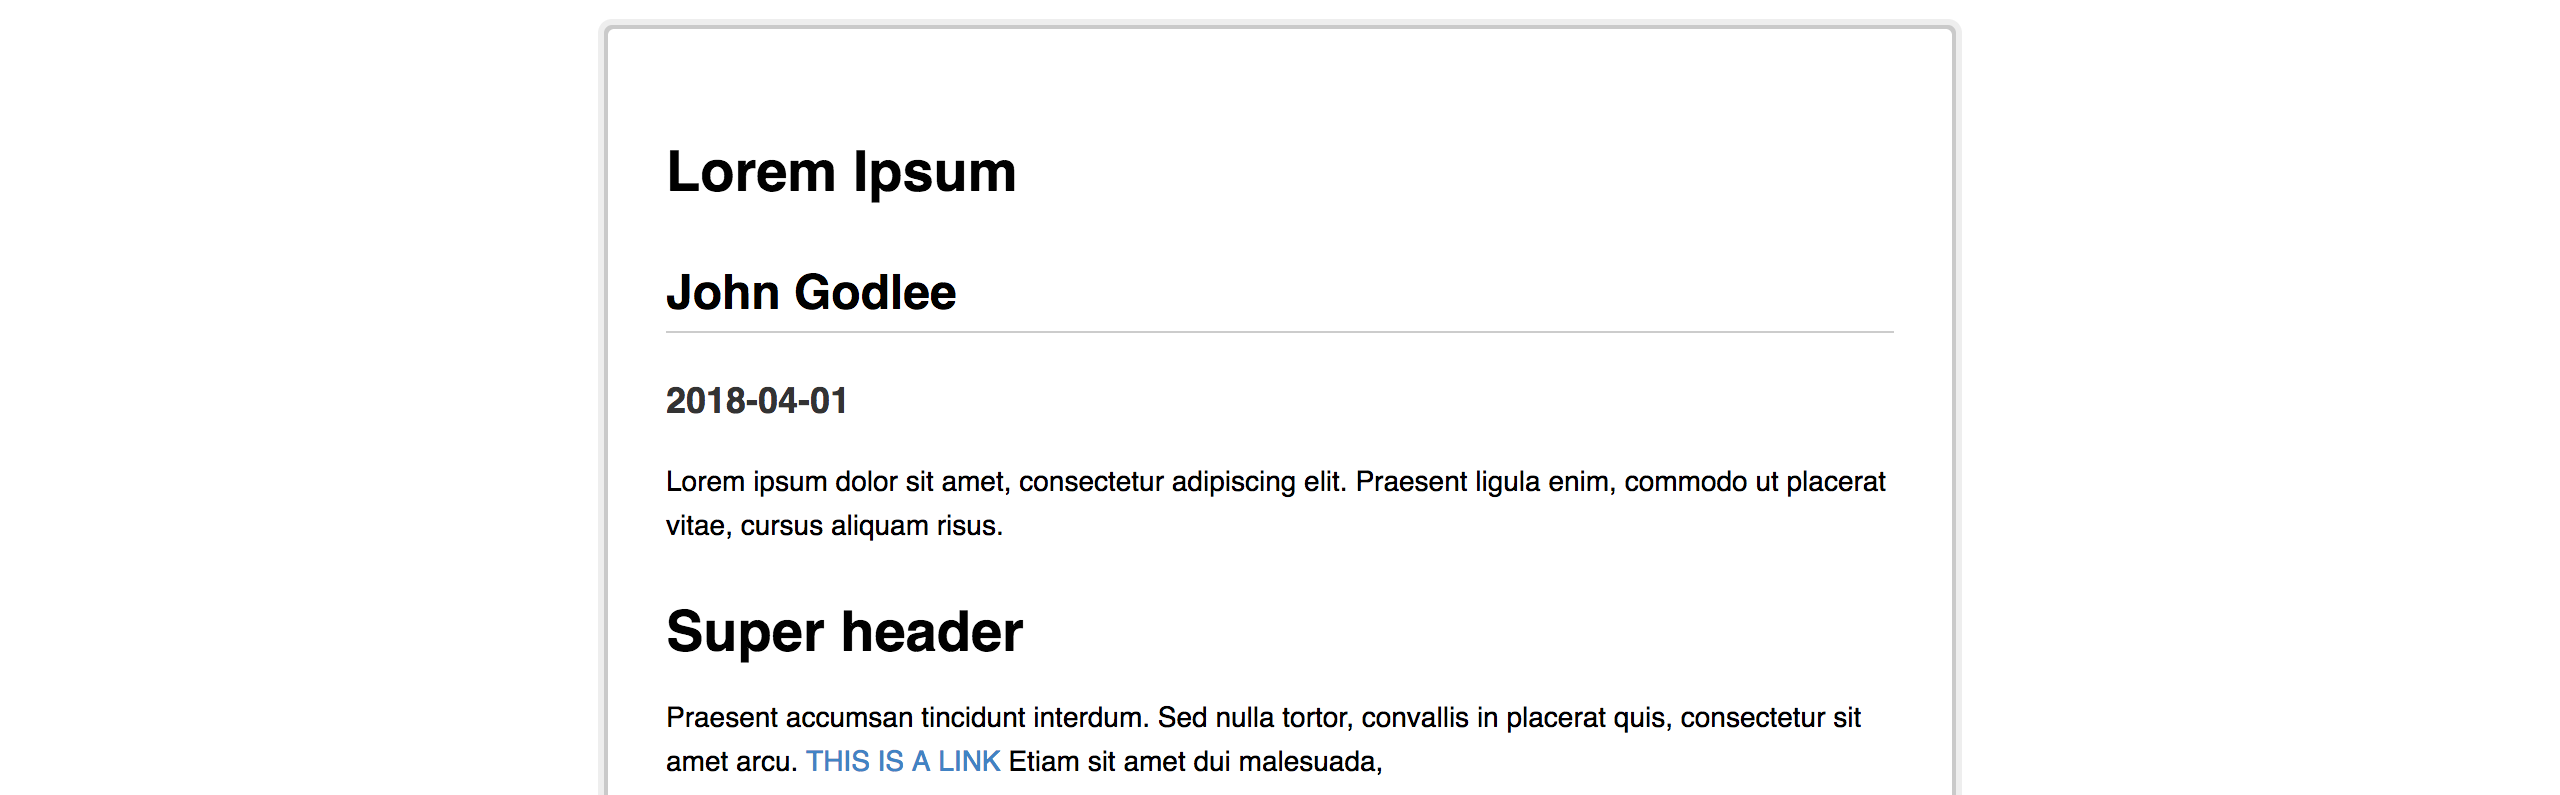 Lorem Ipsum
John Godlee
2018-04-01
Lorem ipsum dolor sit amet, consectetur adipiscing elit. Praesent ligula enim, commodo ut placerat
vitae, cursus aliquam risus.
Super header
Praesent accumsan tincidunt interdum. Sed nulla tortor, convallis in placerat quis, consectetur sit
amet arcu. THIS IS A LINK Etiam sit amet dui malesuada,